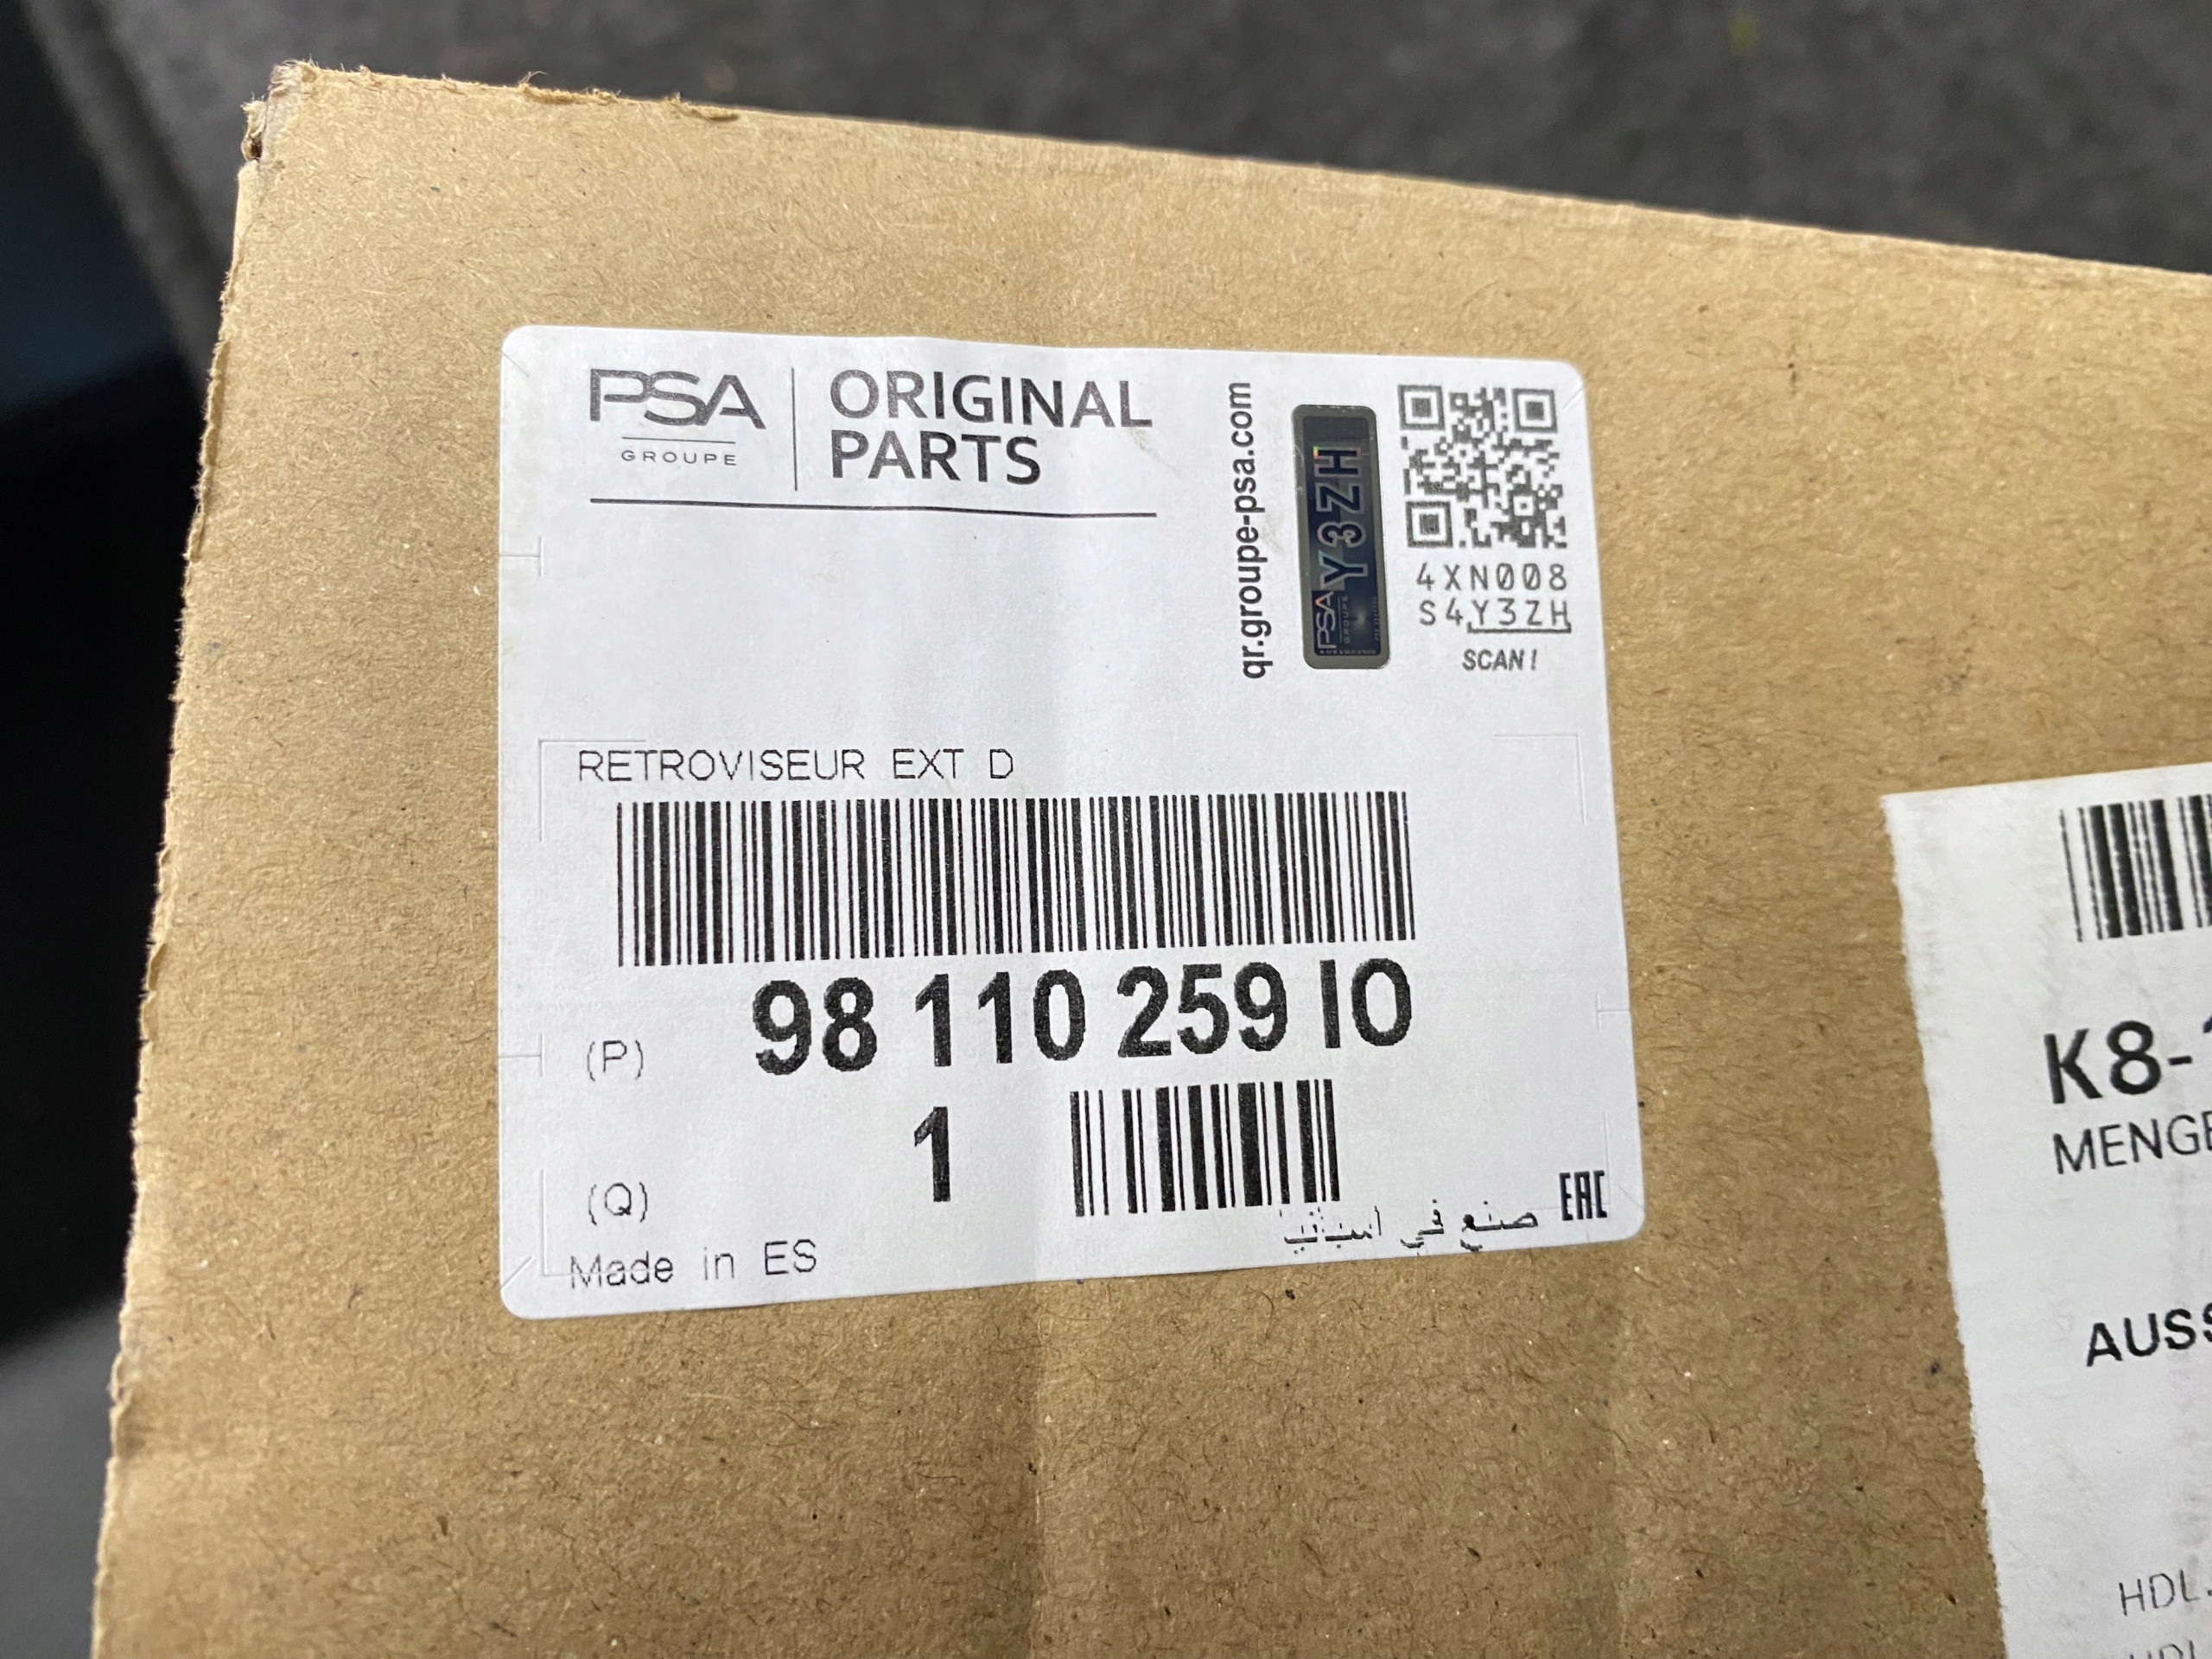 PSA
GROUPE
ORIGINAL
PARTS
qr.groupe-psa.com
PSA
GROUPE
Y3ZH
4XN008
S4Y3ZH
SCAN!
RETROVISEUR EXT D
(P) 98 110 259 IO
(Q) 1
Made in ES
صنع في اسبانيا
EAC
K8-
MENGE
AUSS
HDL.